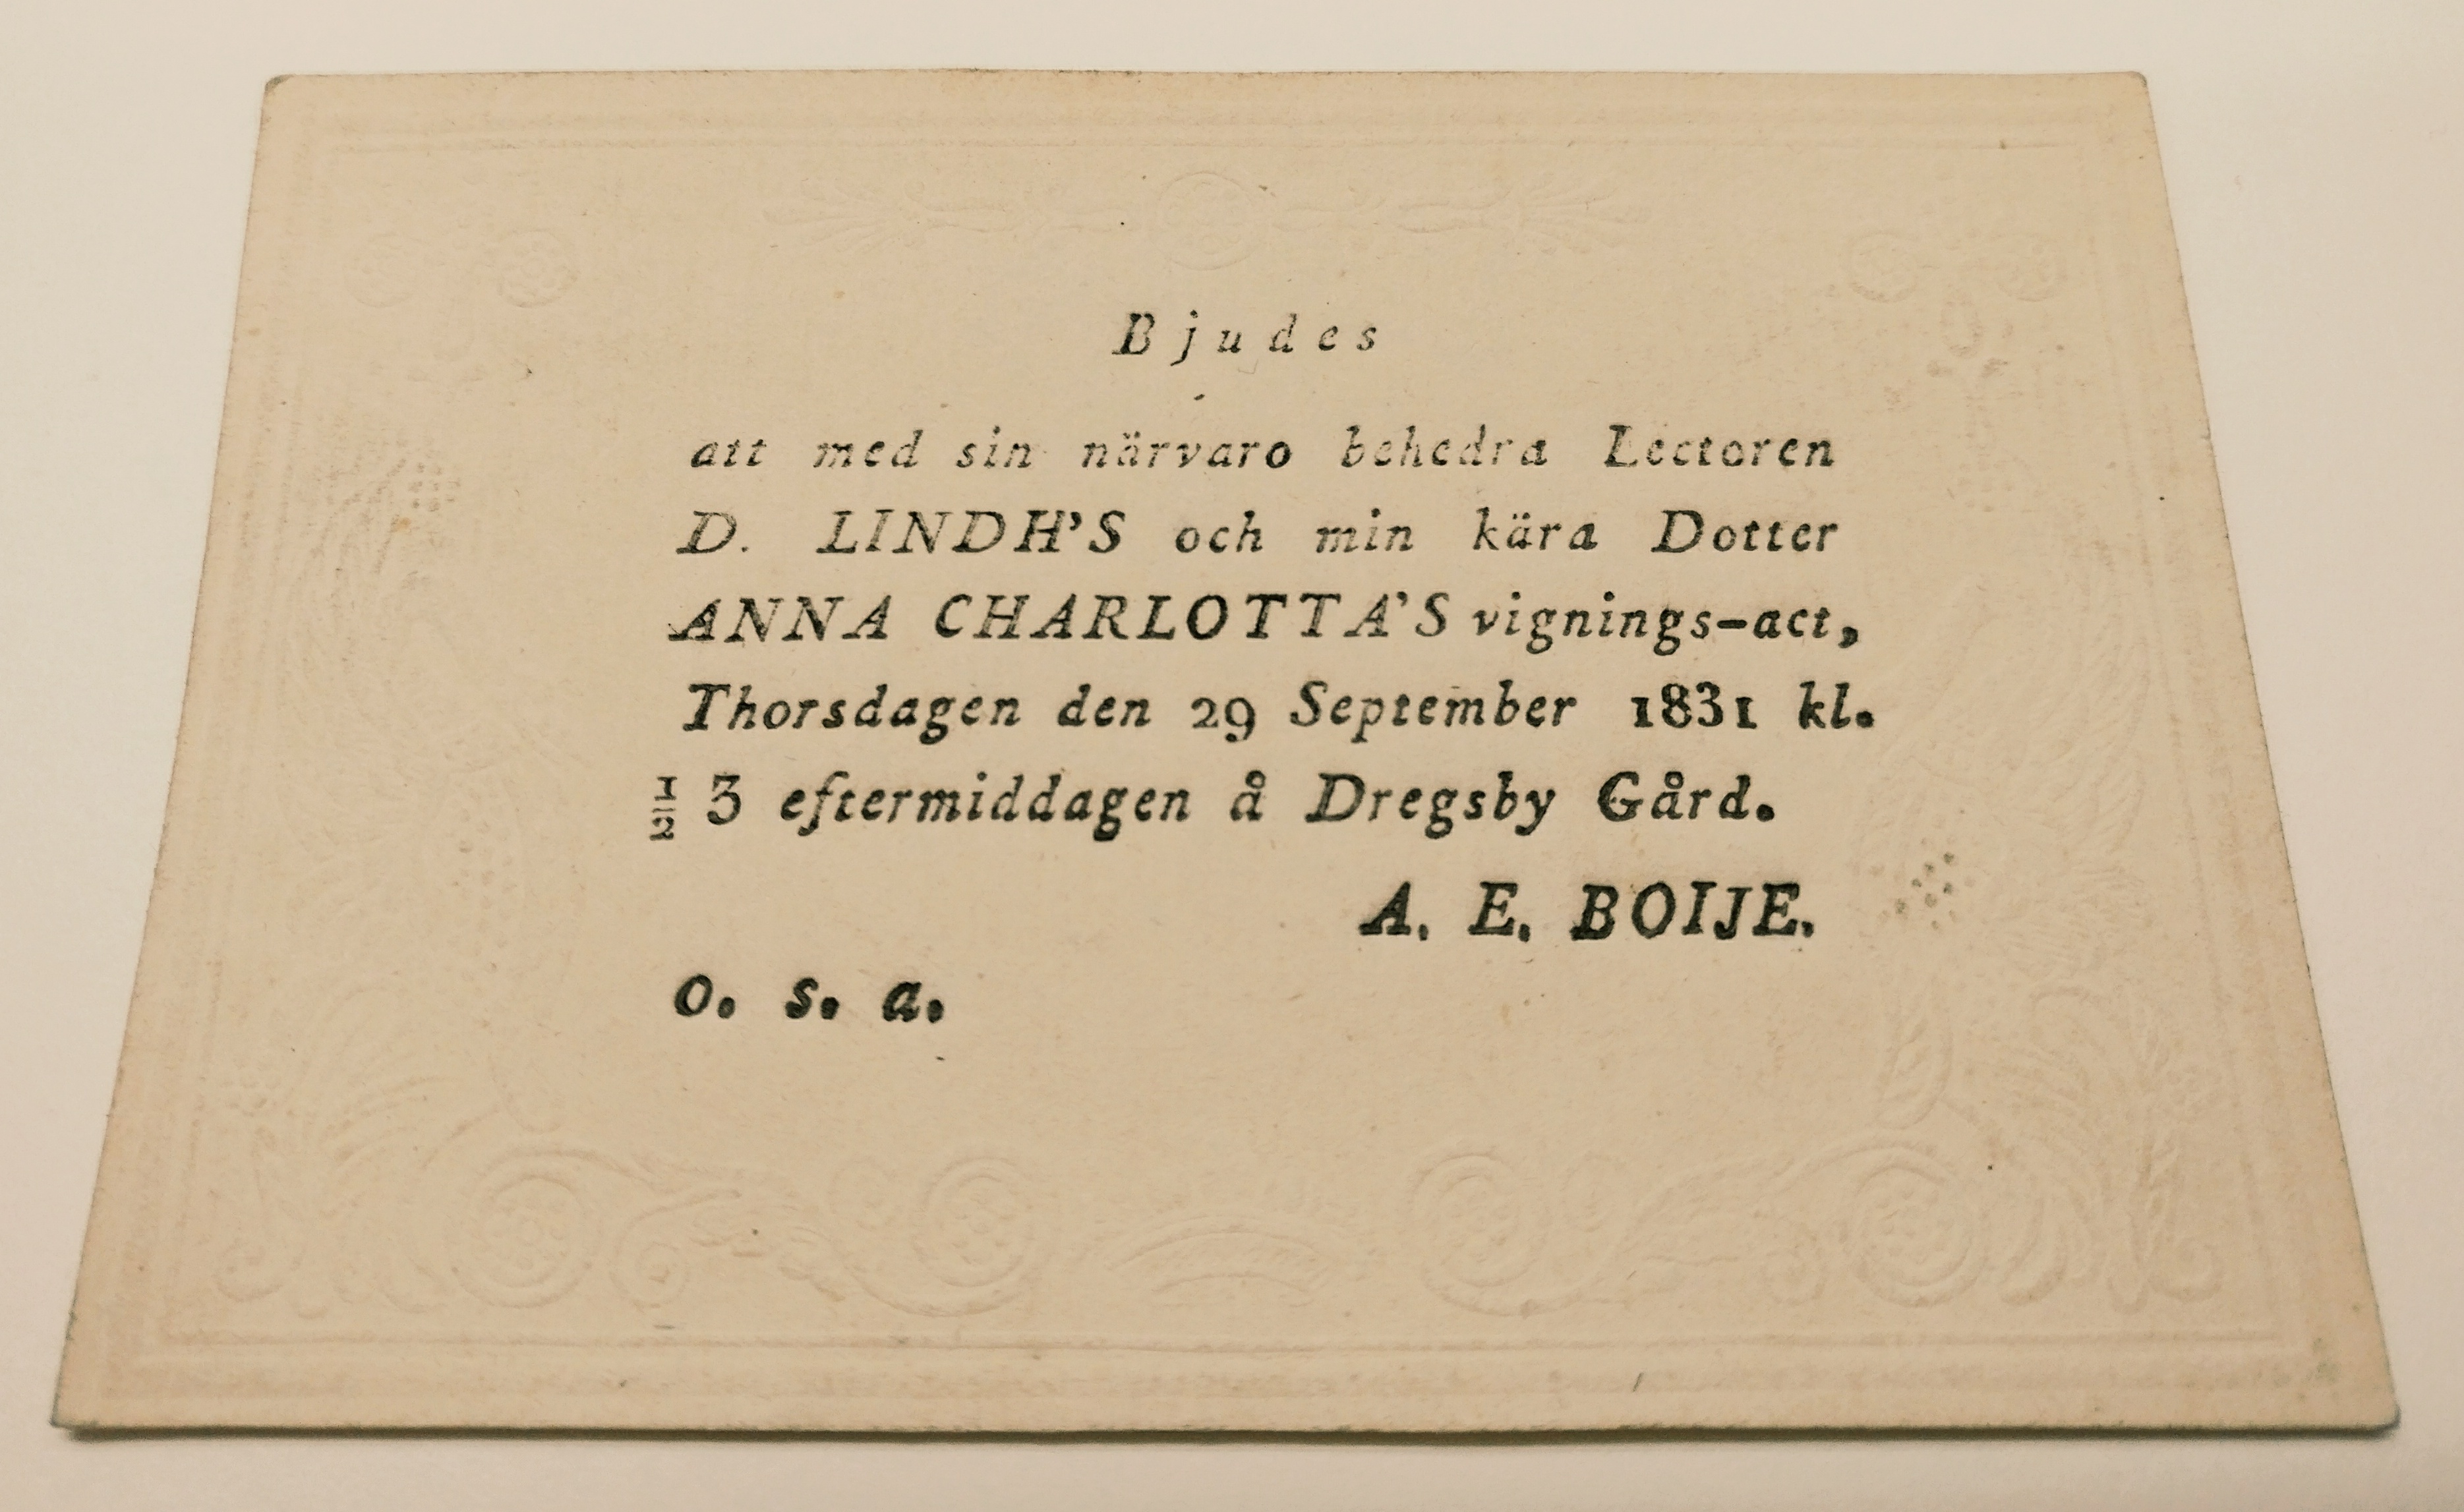 Bjudes
att med sin närvaro behedra Lectoren
D. LINDH'S och min kära Dotter
ANNA CHARLOTTA'S vignings-act,
Thorsdagen den 29 September 1831 kl.
½ 3 eftermiddagen å Dregsby Gård.
A. E. BOIJE.
o. s. a.